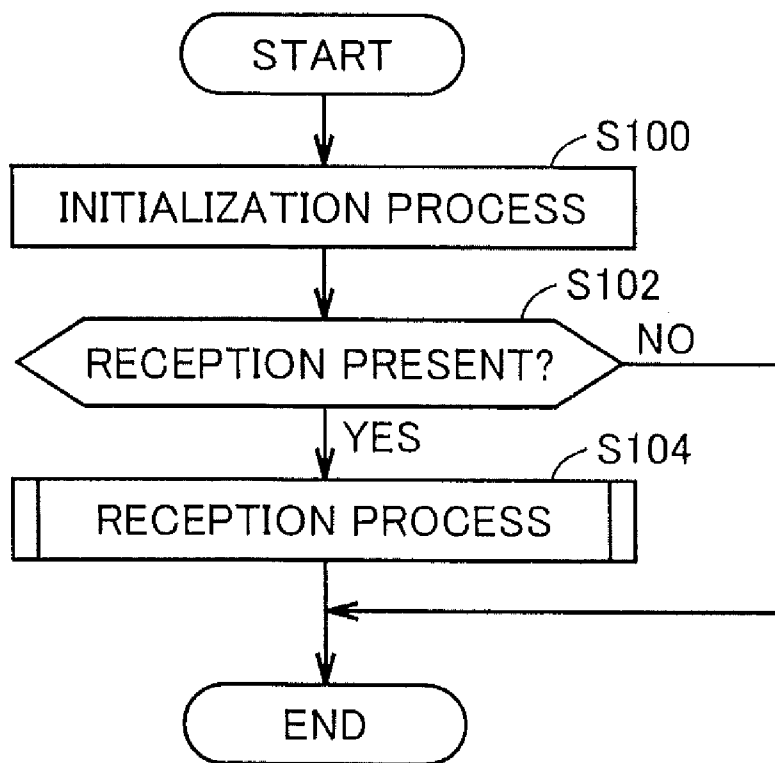 START
S100
INITIALIZATION PROCESS
S102
RECEPTION PRESENT?
NO
YES
S104
RECEPTION PROCESS
END